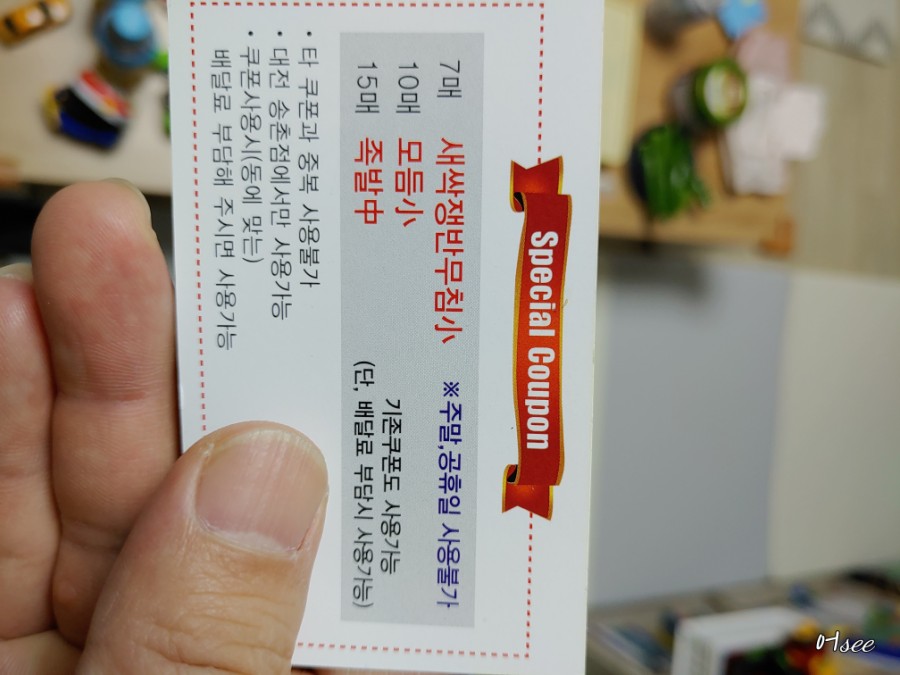 Special Coupon
7매 새싹쟁반무침小 ※주말,공휴일 사용불가
10매 모듬小 기존쿠폰도 사용가능
15매 족발中 (단, 배달료 부담시 사용가능)
• 타 쿠폰과 중복 사용불가
• 대전 송촌점에서만 사용가능
• 쿠폰사용시(동에 맞는)
배달료 부담해 주시면 사용가능